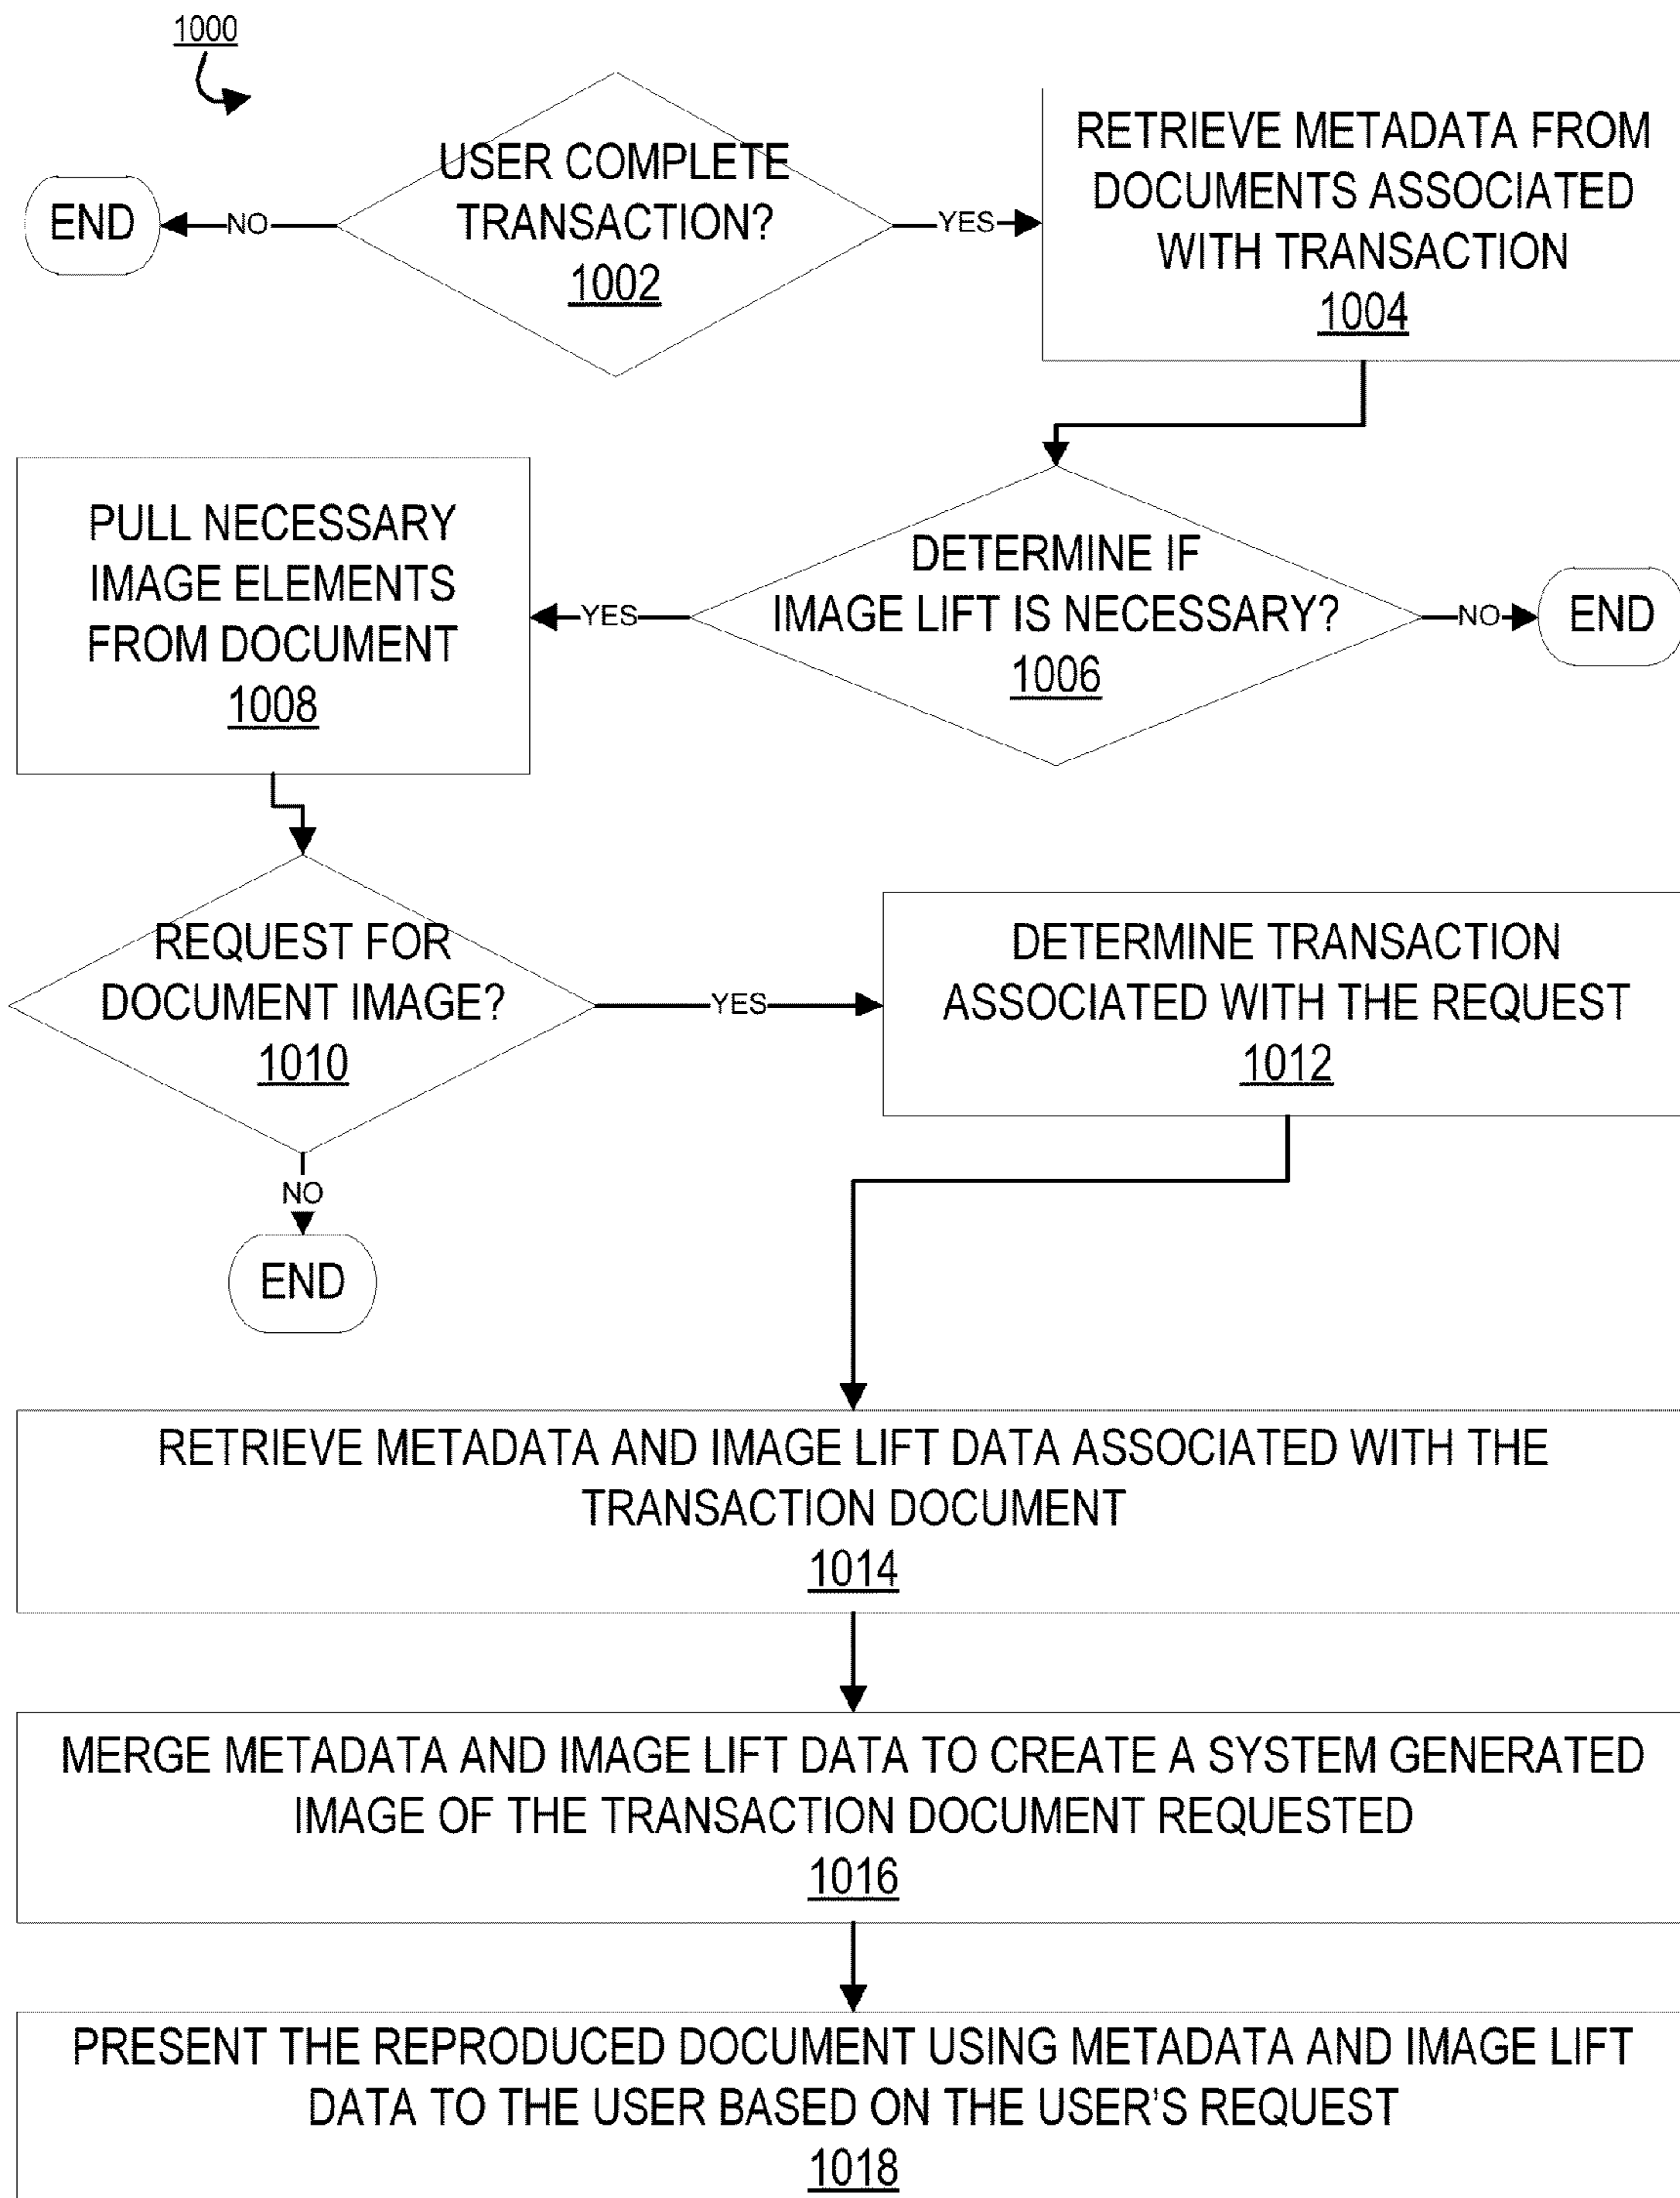 1000
USER COMPLETE
TRANSACTION?
1002
END
NO
YES
RETRIEVE METADATA FROM
DOCUMENTS ASSOCIATED
WITH TRANSACTION
1004
DETERMINE IF
IMAGE LIFT IS NECESSARY?
1006
NO
END
YES
PULL NECESSARY
IMAGE ELEMENTS
FROM DOCUMENT
1008
REQUEST FOR
DOCUMENT IMAGE?
1010
NO
END
YES
DETERMINE TRANSACTION
ASSOCIATED WITH THE REQUEST
1012
RETRIEVE METADATA AND IMAGE LIFT DATA ASSOCIATED WITH THE
TRANSACTION DOCUMENT
1014
MERGE METADATA AND IMAGE LIFT DATA TO CREATE A SYSTEM GENERATED
IMAGE OF THE TRANSACTION DOCUMENT REQUESTED
1016
PRESENT THE REPRODUCED DOCUMENT USING METADATA AND IMAGE LIFT
DATA TO THE USER BASED ON THE USER'S REQUEST
1018